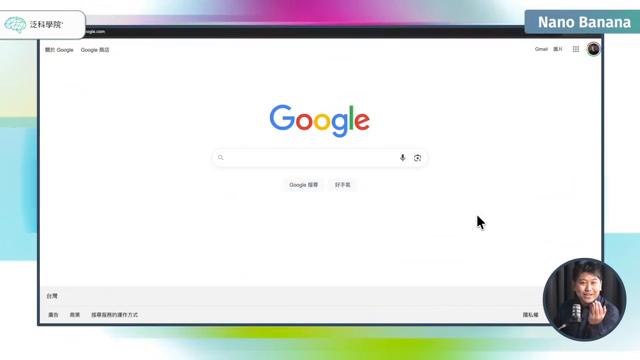 泛科學院
Nano Banana
gle.com
關於 Google Google 商店
Gmail 圖片
Google
Google 搜尋 好手氣
台灣
廣告 商業 搜尋服務的運作方式
隱私權